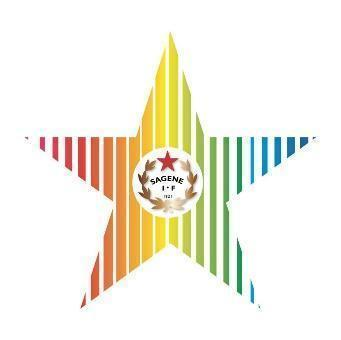 SAGENE
I · F